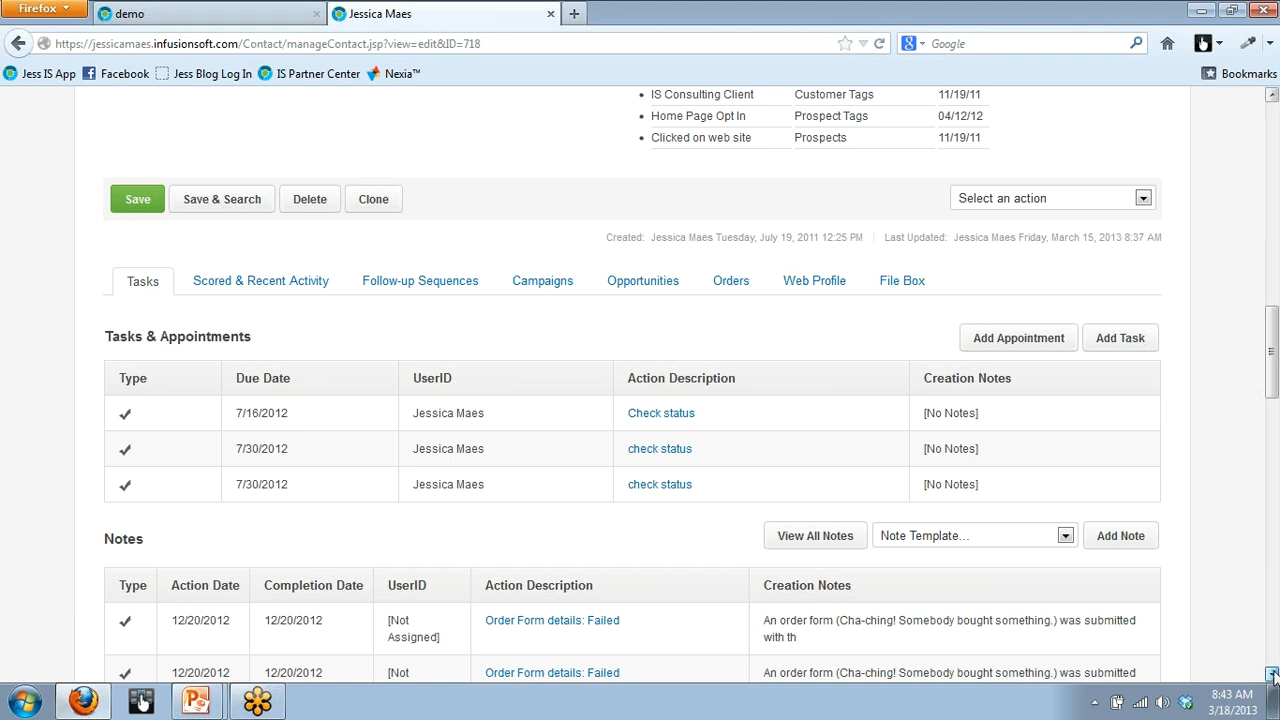 Firefox
demo
Jessica Maes
https://jessicamaes.infusionsoft.com/Contact/manageContact.jsp?view=edit&ID=718
Google
Jess IS App Facebook Jess Blog Log In IS Partner Center Nexia™ Bookmarks
IS Consulting Client Customer Tags 11/19/11
Home Page Opt In Prospect Tags 04/12/12
Clicked on web site Prospects 11/19/11
Save Save & Search Delete Clone Select an action
Created: Jessica Maes Tuesday, July 19, 2011 12:25 PM Last Updated: Jessica Maes Friday, March 15, 2013 8:37 AM
Tasks Scored & Recent Activity Follow-up Sequences Campaigns Opportunities Orders Web Profile File Box
Tasks & Appointments Add Appointment Add Task
Type Due Date UserID Action Description Creation Notes
7/16/2012 Jessica Maes Check status [No Notes]
7/30/2012 Jessica Maes check status [No Notes]
7/30/2012 Jessica Maes check status [No Notes]
Notes View All Notes Note Template... Add Note
Type Action Date Completion Date UserID Action Description Creation Notes
12/20/2012 12/20/2012 [Not Order Form details: Failed An order form (Cha-ching! Somebody bought something.) was submitted
Assigned] with th
12/20/2012 12/20/2012 [Not Order Form details: Failed An order form (Cha-ching! Somebody bought something.) was submitted
8:43 AM
3/18/2013